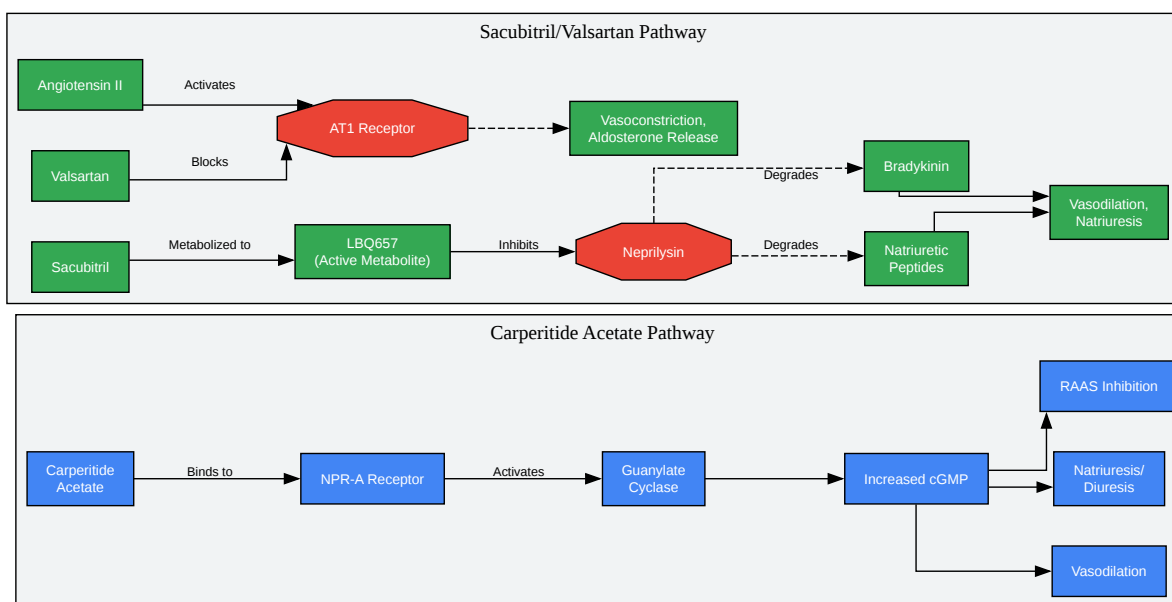 Sacubitril/Valsartan Pathway
Angiotensin II
Activates
AT1 Receptor
Vasoconstriction,
Aldosterone Release
Valsartan
Blocks
Degrades
Bradykinin
Vasodilation,
Natriuresis
Sacubitril
Metabolized to
LBQ657
(Active Metabolite)
Inhibits
Neprilysin
Degrades
Natriuretic
Peptides
Carperitide Acetate Pathway
RAAS Inhibition
Carperitide
Acetate
Binds to
NPR-A Receptor
Activates
Guanylate
Cyclase
Increased cGMP
Natriuresis/
Diuresis
Vasodilation